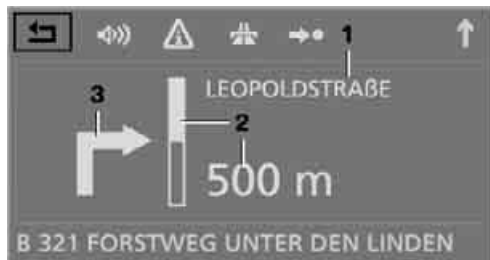 1
LEOPOLDSTRAßE
3
2
500 m
B 321 FORSTWEG UNTER DEN LINDEN